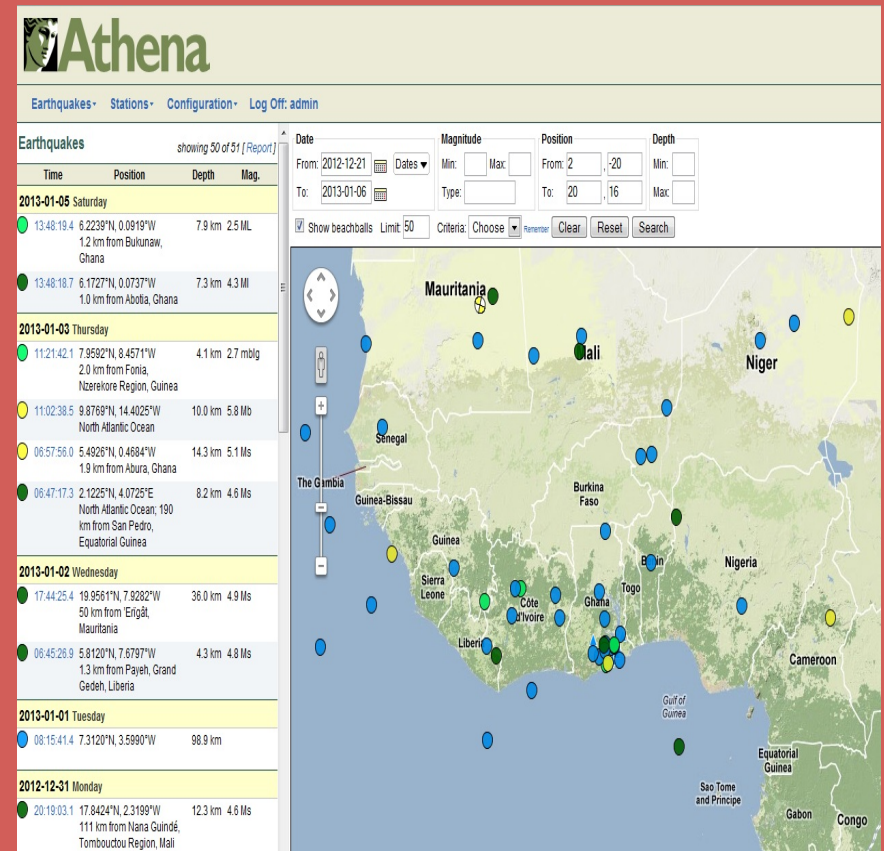 Athena
Earthquakes Stations Configuration Log Off: admin
Earthquakes showing 50 of 51 [ Report ]
Time Position Depth Mag.
2013-01-05 Saturday
13:48:19.4 6.2239°N, 0.0919°W 7.9 km 2.5 ML
1.2 km from Bukunaw,
Ghana
13:48:18.7 6.1727°N, 0.0737°W 7.3 km 4.3 Ml
1.0 km from Abotia, Ghana
2013-01-03 Thursday
11:21:42.1 7.9592°N, 8.4571°W 4.1 km 2.7 mblg
2.0 km from Fonia,
Nzerekore Region, Guinea
11:02:38.5 9.8769°N, 14.4025°W 10.0 km 5.8 Mb
North Atlantic Ocean
06:57:56.0 5.4926°N, 0.4684°W 14.3 km 5.1 Ms
1.9 km from Abura, Ghana
06:47:17.3 2.1225°N, 4.0725°E 8.2 km 4.6 Ms
North Atlantic Ocean; 190
km from San Pedro,
Equatorial Guinea
2013-01-02 Wednesday
17:44:25.4 19.9561°N, 7.9282°W 36.0 km 4.9 Ms
50 km from 'Erîgât,
Mauritania
06:45:26.9 5.8120°N, 7.6797°W 4.3 km 4.8 Ms
1.3 km from Payeh, Grand
Gedeh, Liberia
2013-01-01 Tuesday
08:15:41.4 7.3120°N, 3.5990°W 98.9 km
2012-12-31 Monday
20:19:03.1 17.8424°N, 2.3199°W 12.3 km 4.6 Ms
111 km from Nana Guindé,
Tombouctou Region, Mali
Date Magnitude Position Depth
From: 2012-12-21 Dates Min: Max: From: 2 , -20 Min:
To: 2013-01-06 Type: To: 20 , 16 Max:
Show beachballs Limit: 50 Criteria: Choose Remember Clear Reset Search
Mauritania
Mali
Niger
Senegal
The Gambia
Guinea-Bissau
Burkina
Faso
Guinea
Sierra
Leone
Côte
d'Ivoire
Ghana
Togo
Benin
Nigeria
Liberia
Cameroon
Gulf of
Guinea
Equatorial
Guinea
Sao Tome
and Principe
Gabon
Congo